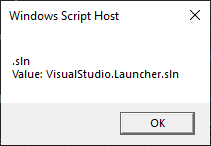 Windows Script Host
.sln
Value: VisualStudio.Launcher.sln
OK